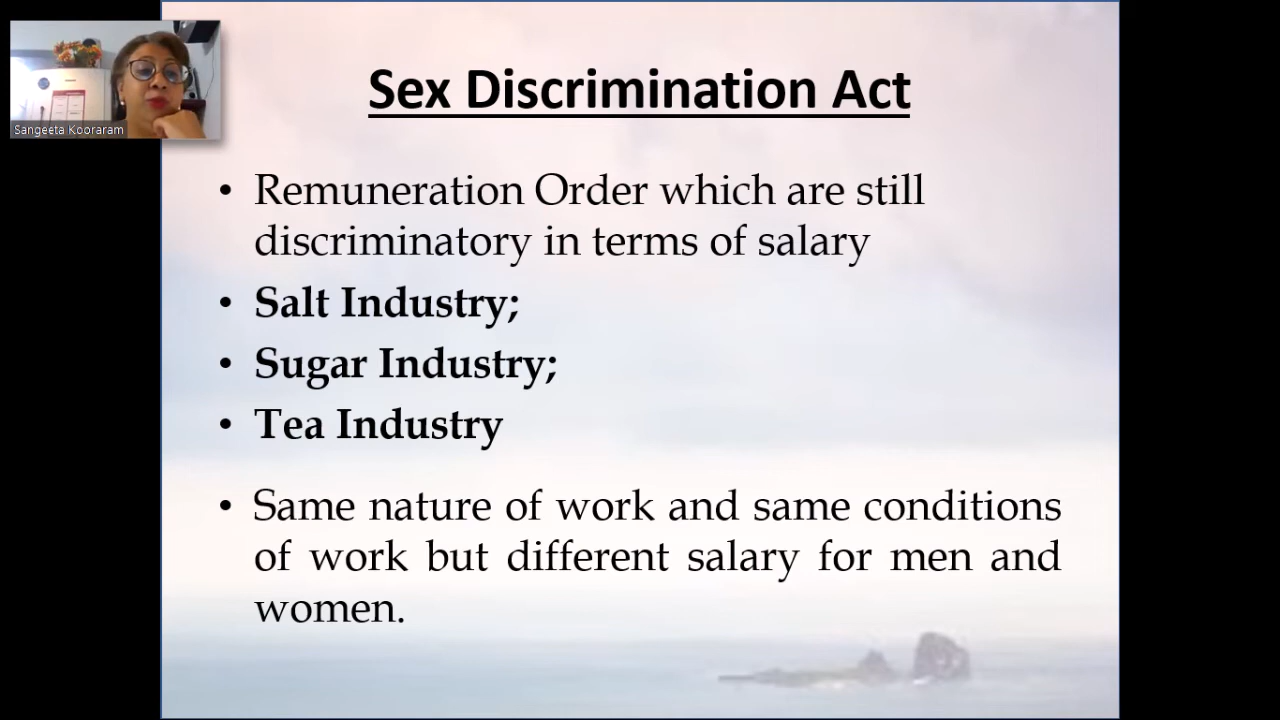 Sangeeta Kooraram
Sex Discrimination Act
• Remuneration Order which are still
discriminatory in terms of salary
• Salt Industry;
• Sugar Industry;
• Tea Industry
• Same nature of work and same conditions
of work but different salary for men and
women.